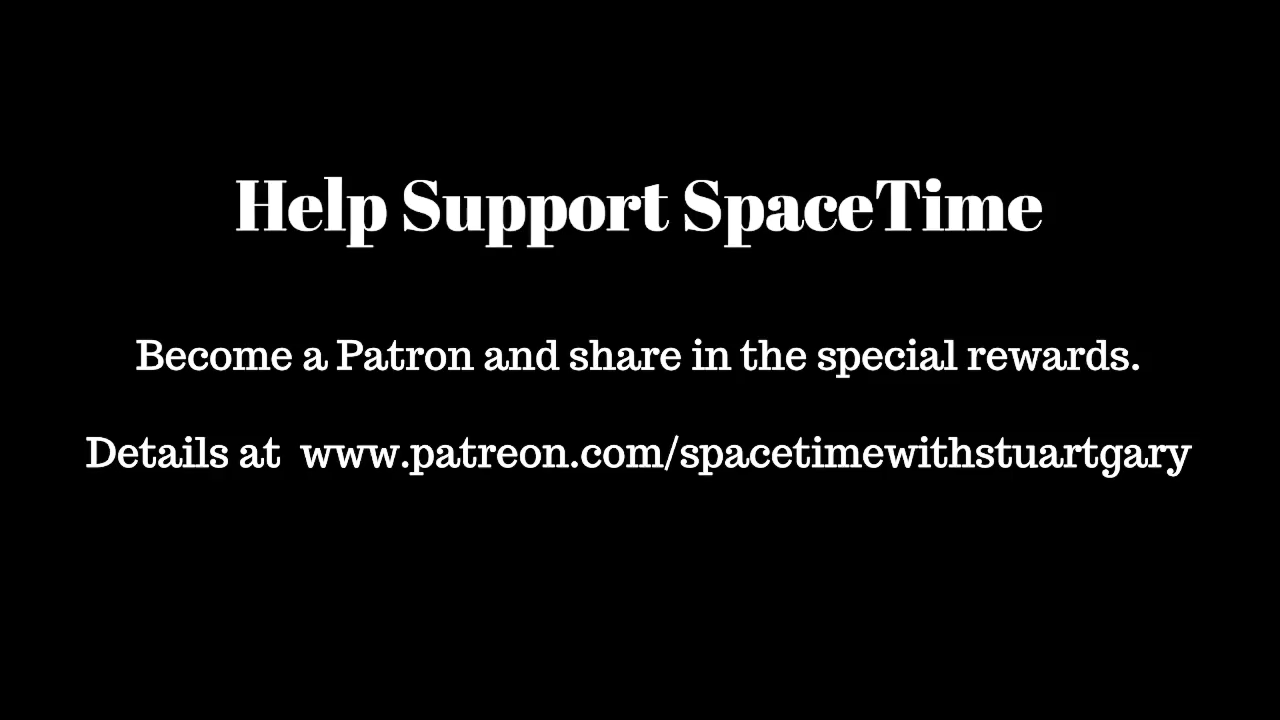 Help Support SpaceTime
Become a Patron and share in the special rewards.
Details at www.patreon.com/spacetimewithstuartgary